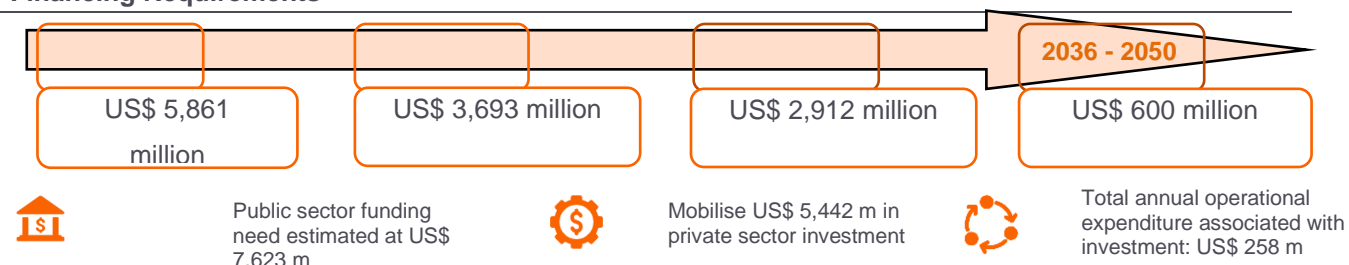 Financing Requirements
2036 - 2050
US$ 5,861
million
US$ 3,693 million
US$ 2,912 million
US$ 600 million
Public sector funding
need estimated at US$
7,623 m
Mobilise US$ 5,442 m in
private sector investment
Total annual operational
expenditure associated with
investment: US$ 258 m